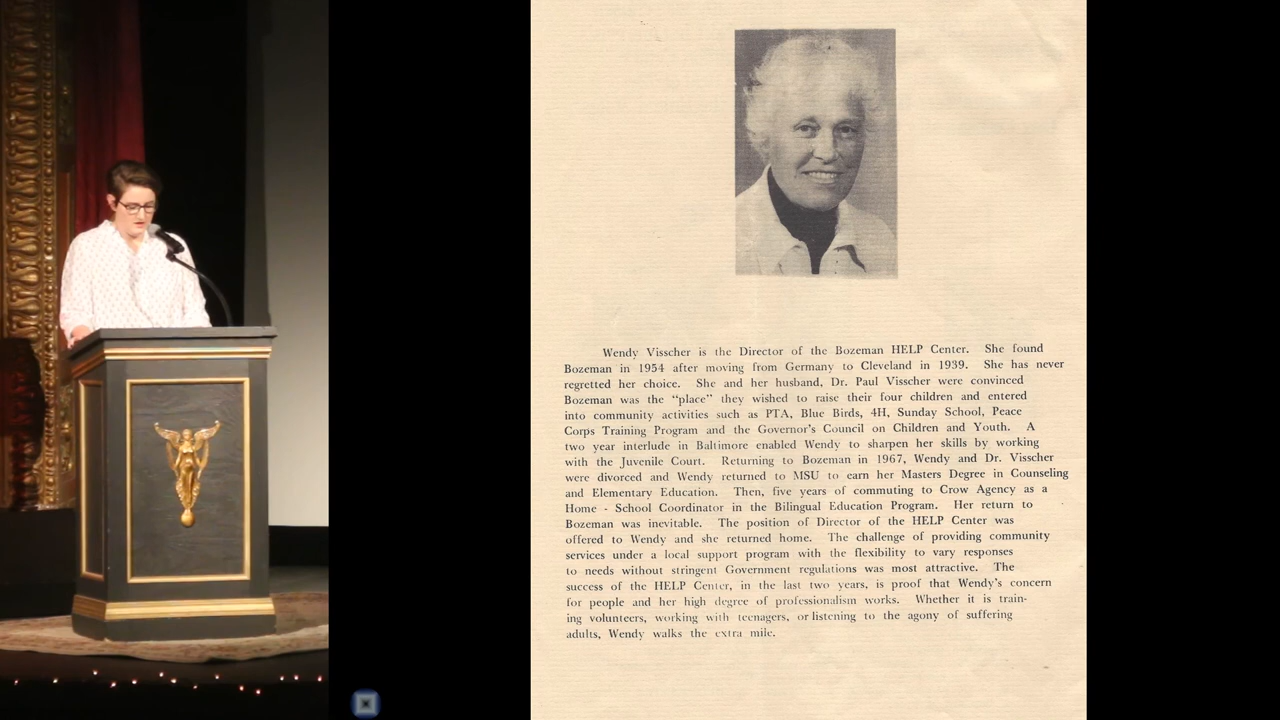 Wendy Visscher is the Director of the Bozeman HELP Center. She found
Bozeman in 1954 after moving from Germany to Cleveland in 1939. She has never
regretted her choice. She and her husband, Dr. Paul Visscher were convinced
Bozeman was the “place” they wished to raise their four children and entered
into community activities such as PTA, Blue Birds, 4H, Sunday School, Peace
Corps Training Program and the Governor’s Council on Children and Youth. A
two year interlude in Baltimore enabled Wendy to sharpen her skills by working
with the Juvenile Court. Returning to Bozeman in 1967, Wendy and Dr. Visscher
were divorced and Wendy returned to MSU to earn her Masters Degree in Counseling
and Elementary Education. Then, five years of commuting to Crow Agency as a
Home - School Coordinator in the Bilingual Education Program. Her return to
Bozeman was inevitable. The position of Director of the HELP Center was
offered to Wendy and she returned home. The challenge of providing community
services under a local support program with the flexibility to vary responses
to needs without stringent Government regulations was most attractive. The
success of the HELP Center, in the last two years, is proof that Wendy’s concern
for people and her high degree of professionalism works. Whether it is train-
ing volunteers, working with teenagers, or listening to the agony of suffering
adults, Wendy walks the extra mile.